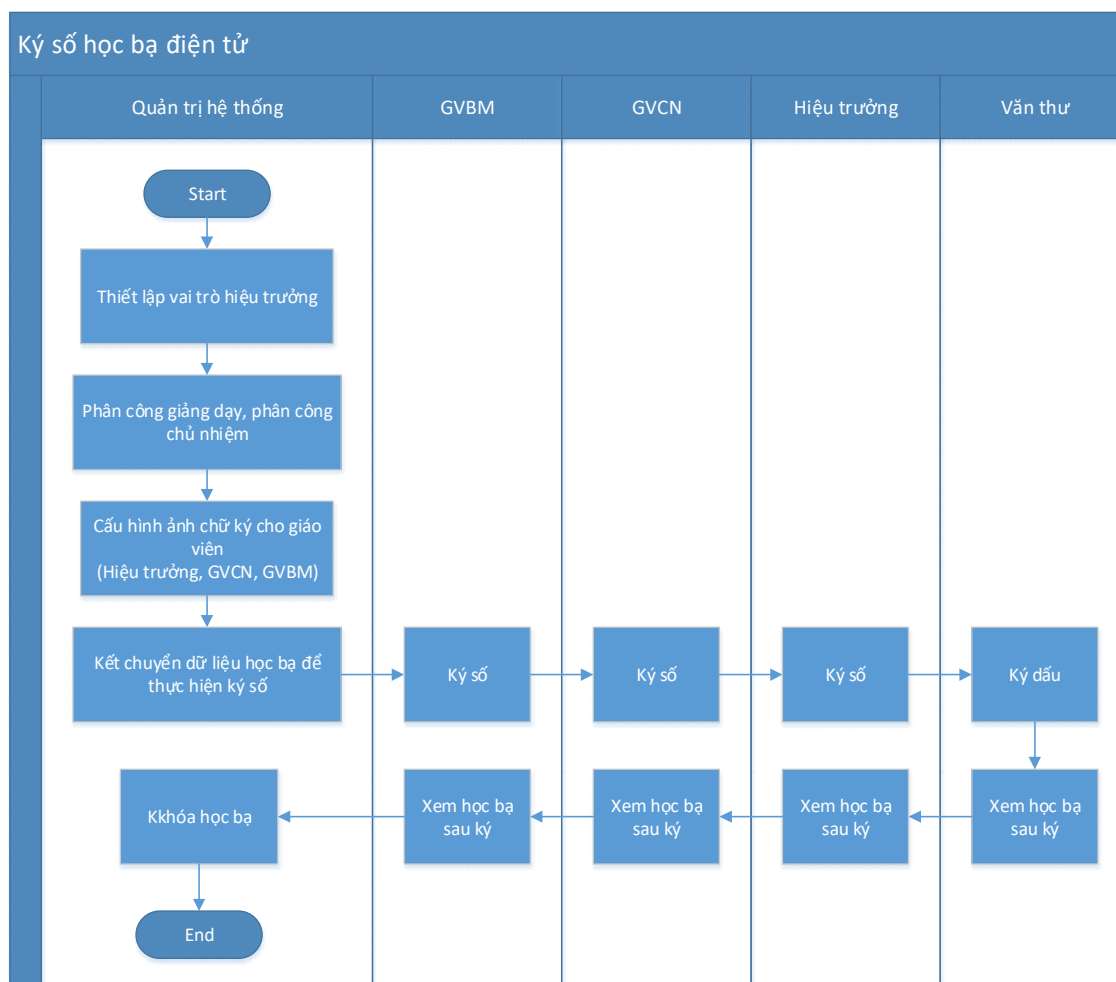 Ký số học bạ điện tử
Quản trị hệ thống
GVBM
GVCN
Hiệu trưởng
Văn thư
Start
Thiết lập vai trò hiệu trưởng
Phân công giảng dạy, phân công
chủ nhiệm
Cấu hình ảnh chữ ký cho giáo
viên
(Hiệu trưởng, GVCN, GVBM)
Kết chuyển dữ liệu học bạ để
thực hiện ký số
Ký số
Ký số
Ký số
Ký dấu
Kkhóa học bạ
Xem học bạ
sau ký
Xem học bạ
sau ký
Xem học bạ
sau ký
Xem học bạ
sau ký
End